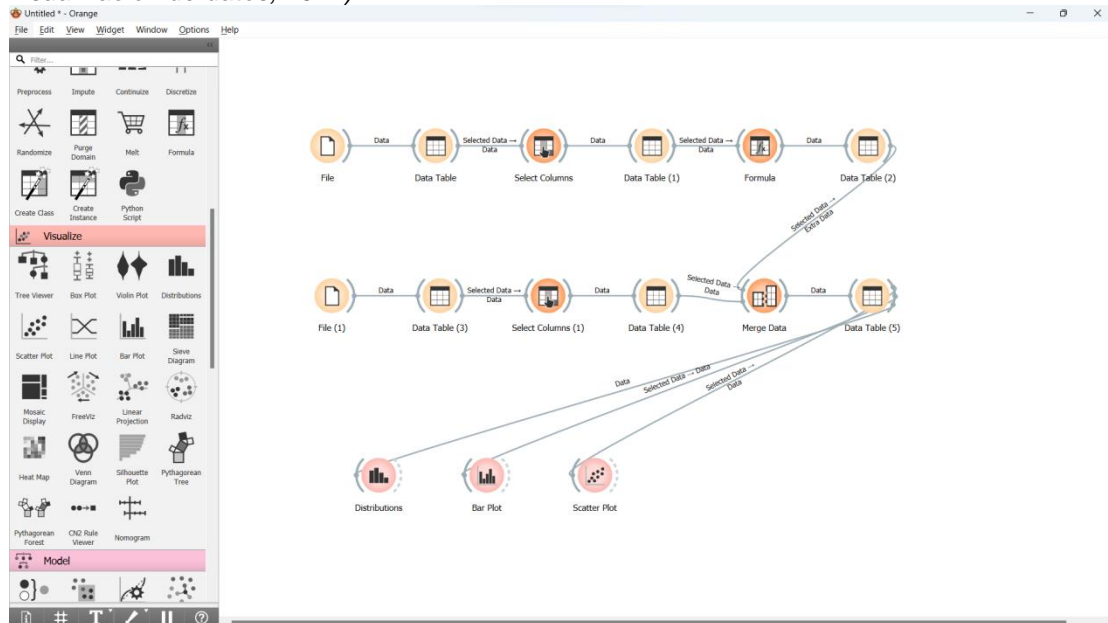 Untitled * - Orange
File Edit View Widget Window Options Help
Filter...
Preprocess Impute Continuize Discretize
Randomize Purge Domain Melt Formula
Create Class Create Instance Python Script
Visualize
Tree Viewer Box Plot Violin Plot Distributions
Scatter Plot Line Plot Bar Plot Sieve Diagram
Mosaic Display FreeViz Linear Projection Radviz
Heat Map Venn Diagram Silhouette Plot Pythagorean Tree
Pythagorean Forest CN2 Rule Viewer Nomogram
Model
Data Selected Data → Data Data Selected Data → Data Data
File Data Table Select Columns Data Table (1) Formula Data Table (2)
Selected Data → Extra Data
Data Selected Data → Data Data Selected Data → Data Data
File (1) Data Table (3) Select Columns (1) Data Table (4) Merge Data Data Table (5)
Data Selected Data → Data Selected Data → Data
Distributions Bar Plot Scatter Plot